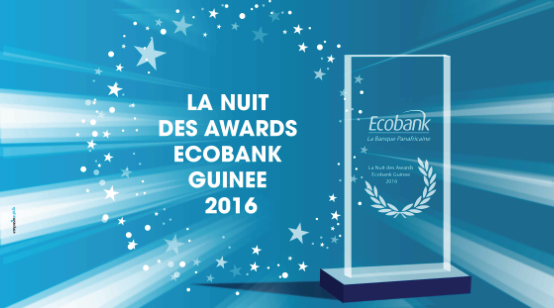 LA NUIT
DES AWARDS
ECOBANK
GUINEE
2016
Ecobank
La Banque Panafricaine
La Nuit des Awards
Ecobank Guinee
2016